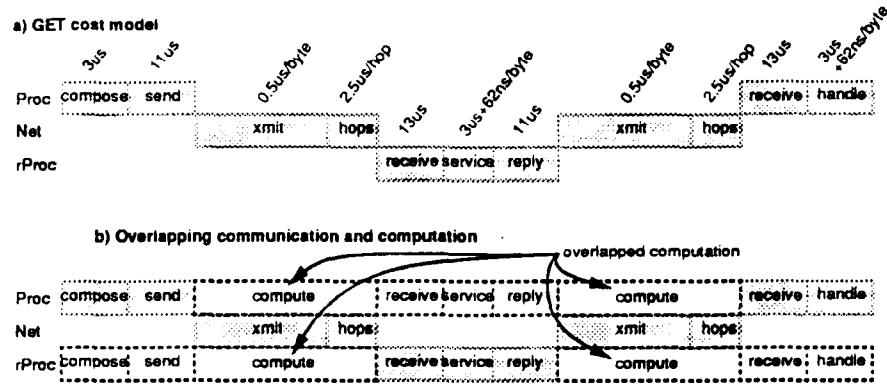 a) GET cost model
3us 11us 0.5us/byte 2.5us/hop 13us 3us+62ns/byte 11us 0.5us/byte 2.5us/hop 13us 3us +62ns/byte
Proc compose send receive handle
Net xmit hops xmit hops
rProc receive service reply
b) Overlapping communication and computation
overlapped computation
Proc compose send compute receive service reply compute receive handle
Net xmit hops xmit hops
rProc compose send compute receive service reply compute receive handle